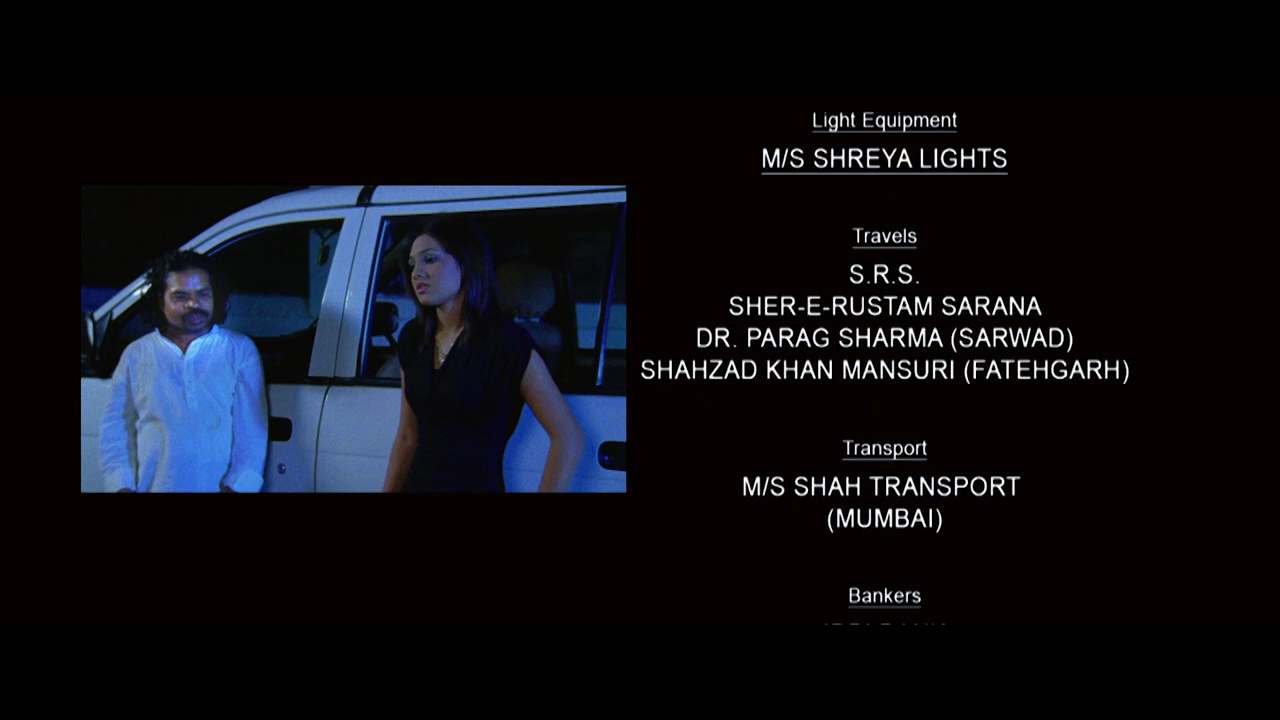 Light Equipment
M/S SHREYA LIGHTS
Travels
S.R.S.
SHER-E-RUSTAM SARANA
DR. PARAG SHARMA (SARWAD)
SHAHZAD KHAN MANSURI (FATEHGARH)
Transport
M/S SHAH TRANSPORT
(MUMBAI)
Bankers